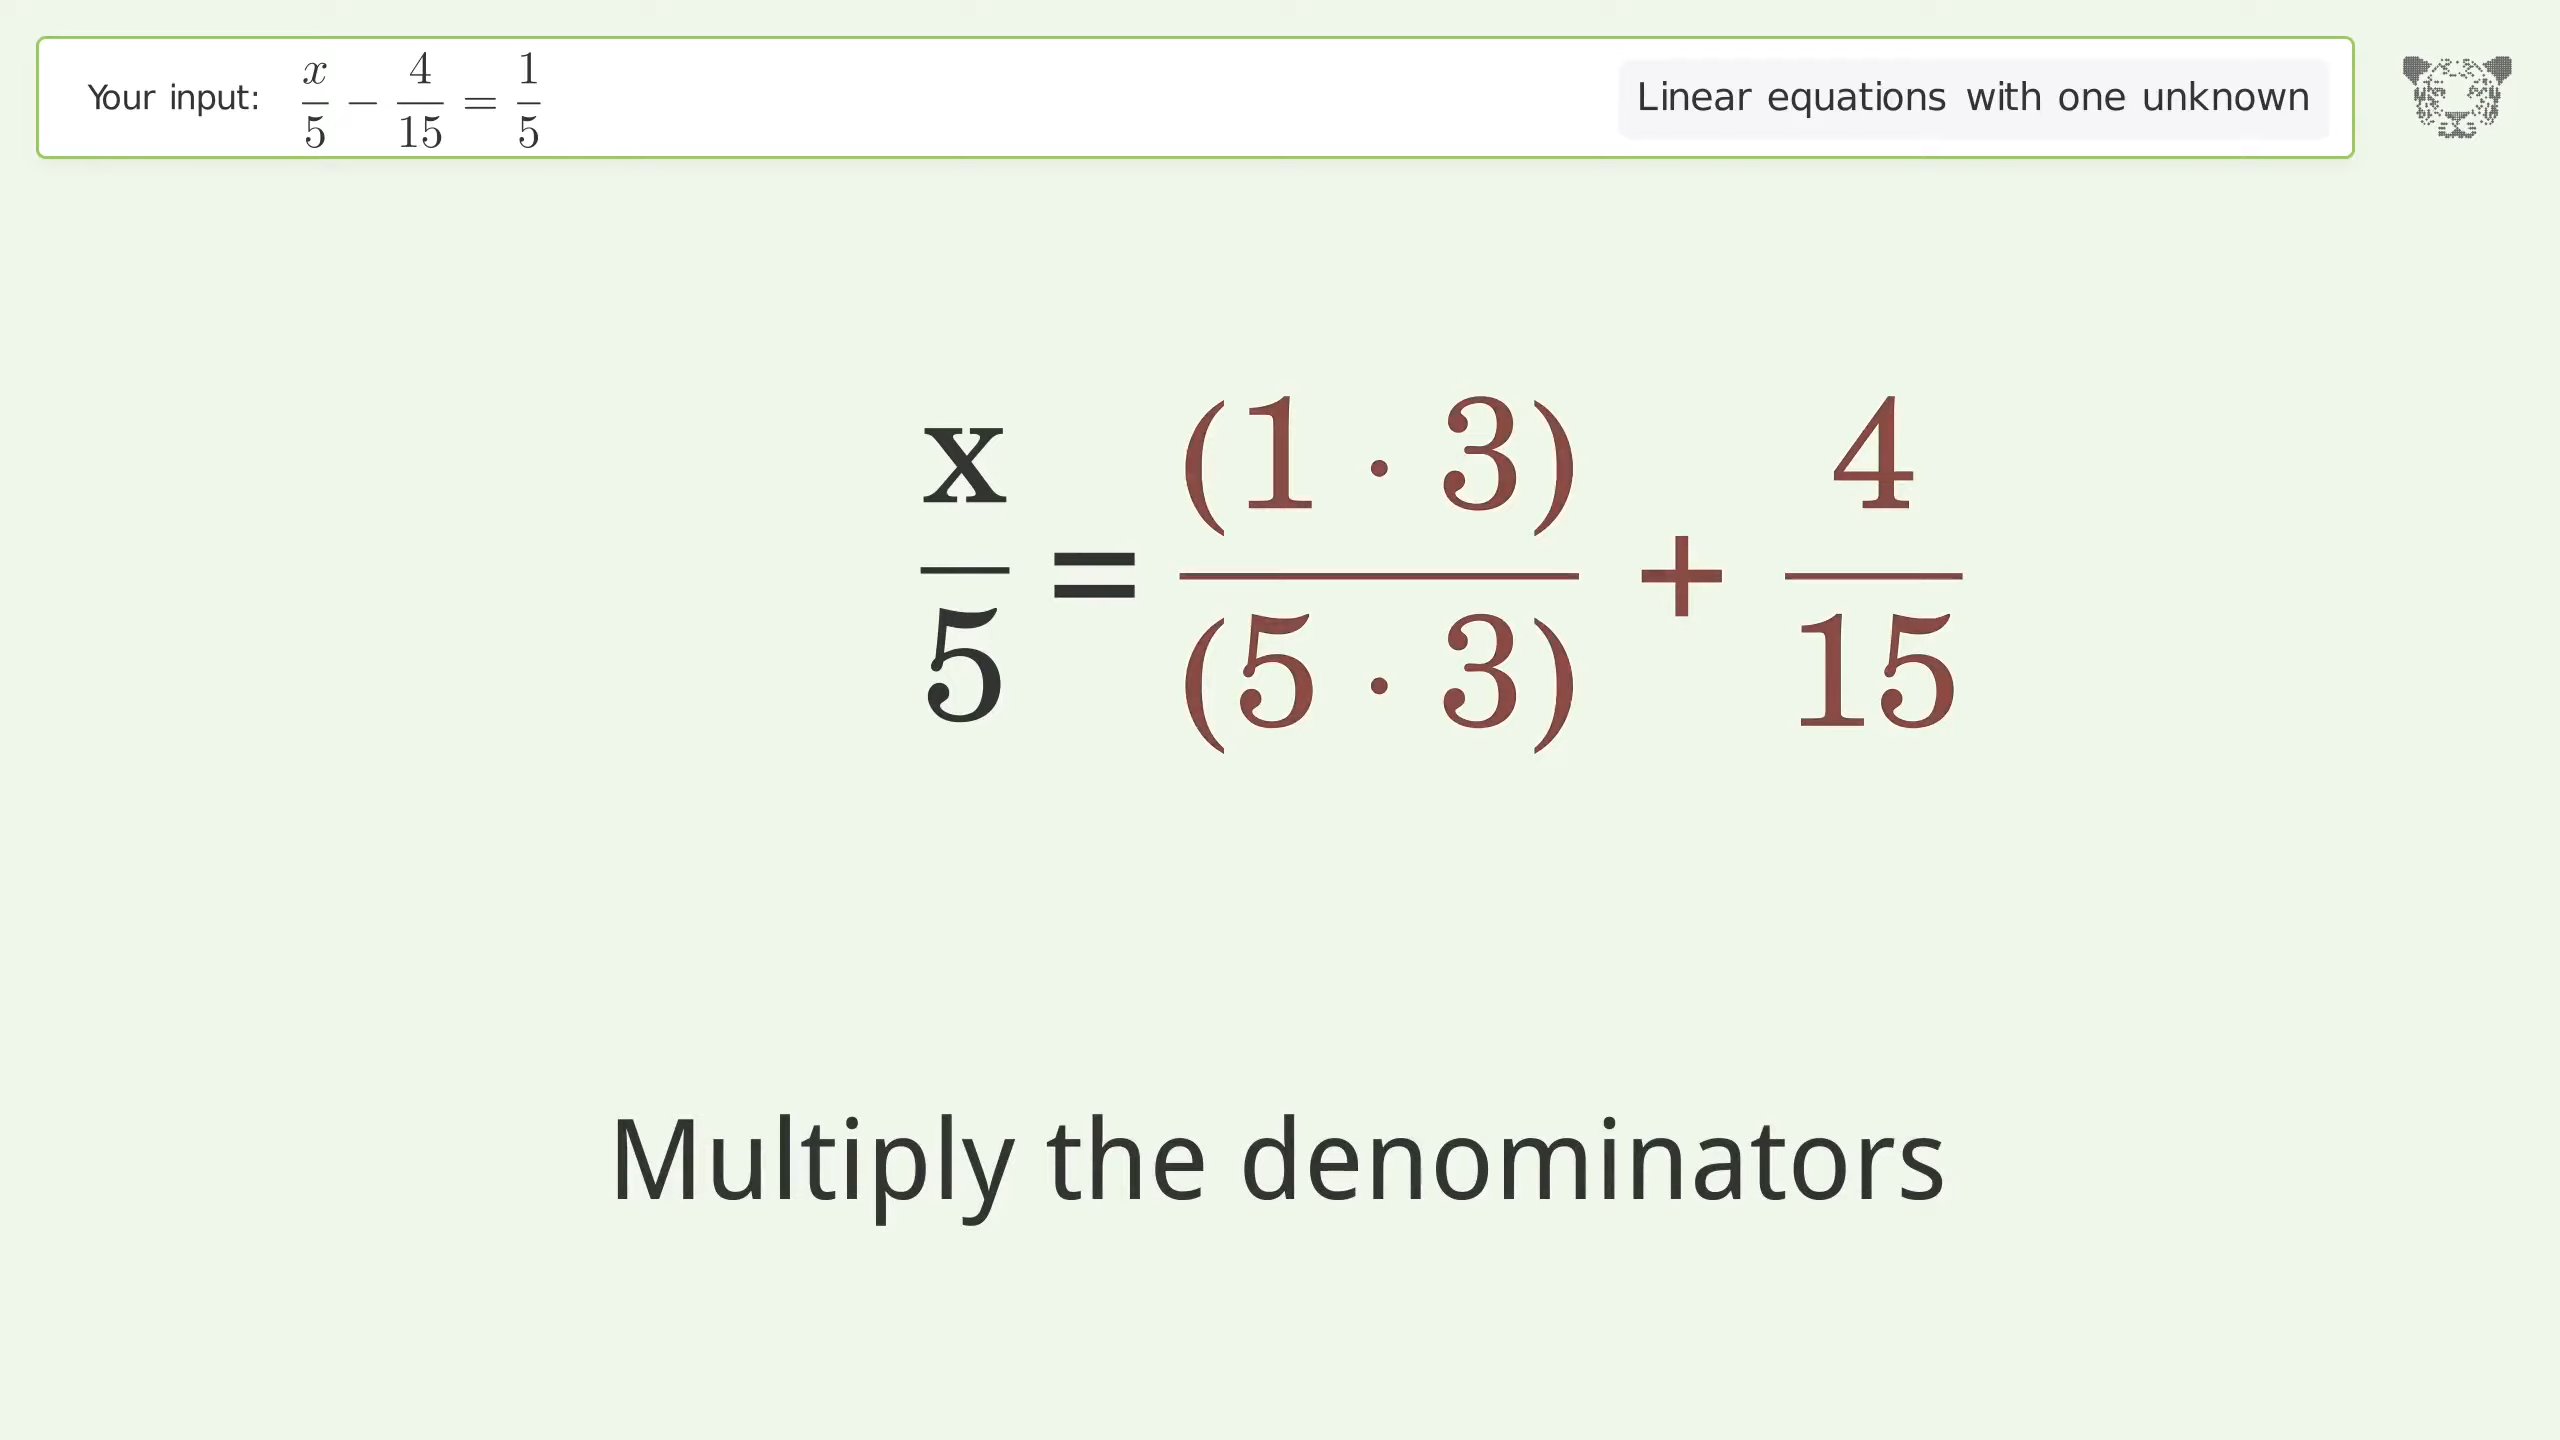 Your input: x/5 − 4/15 = 1/5
Linear equations with one unknown
x/5 = (1 · 3)/(5 · 3) + 4/15
Multiply the denominators